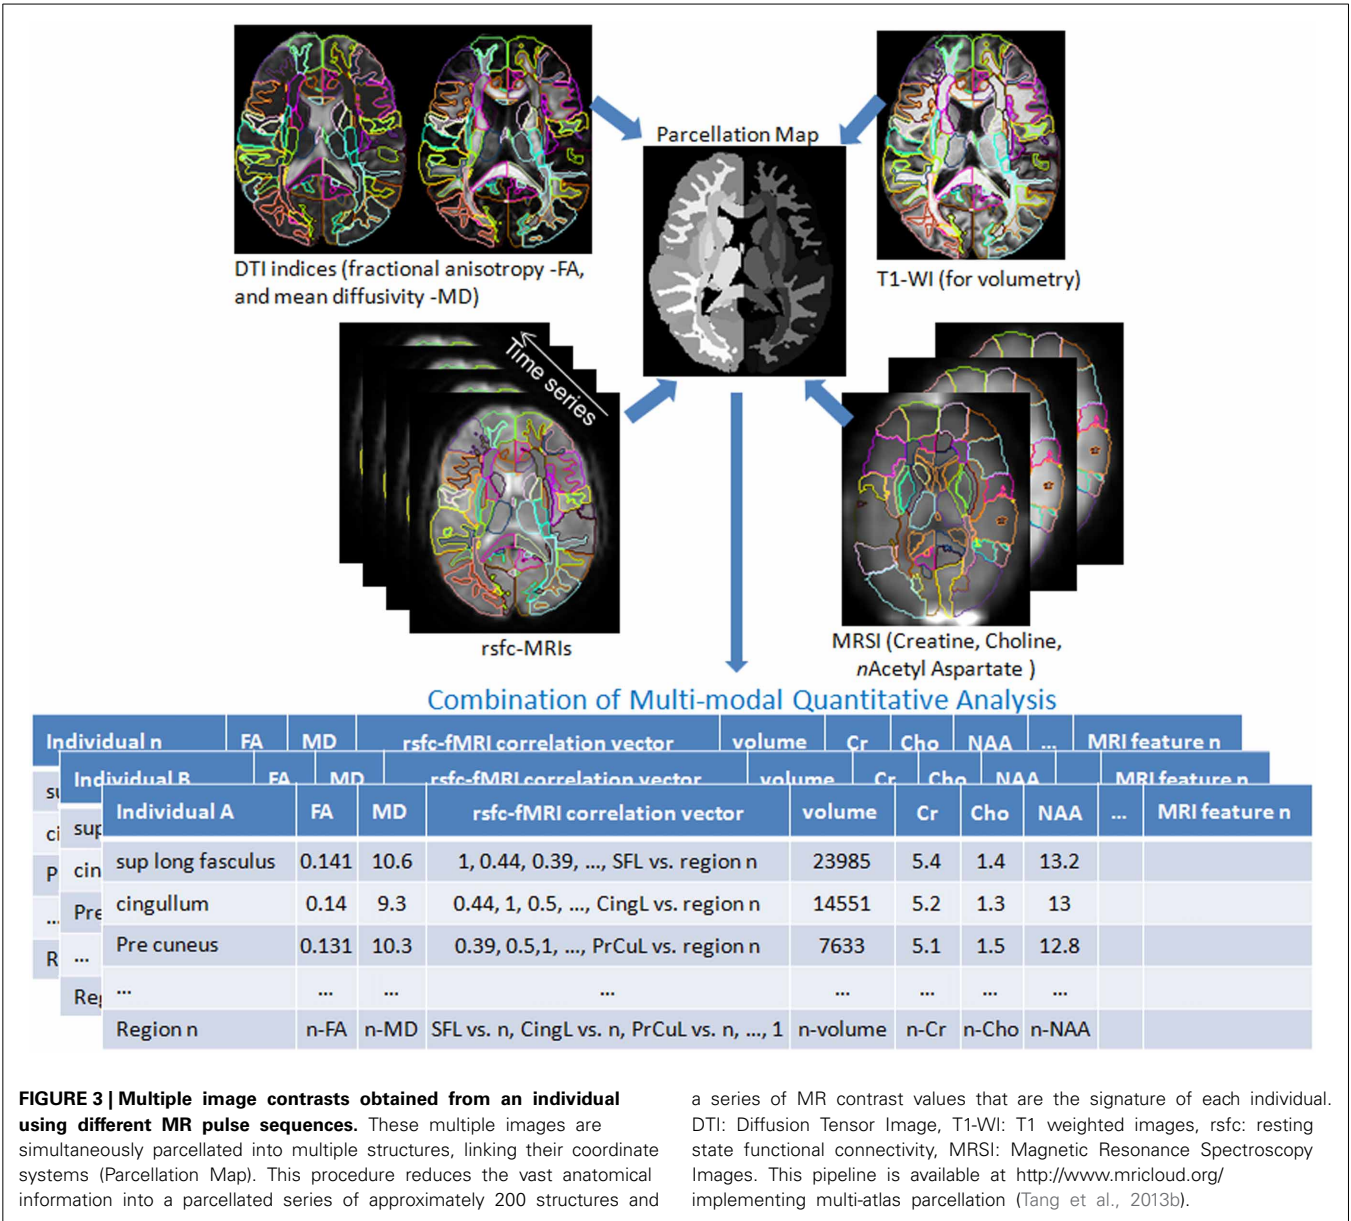 Parcellation Map
DTI indices (fractional anisotropy -FA,
and mean diffusivity -MD)
T1-WI (for volumetry)
Time series
rsfc-MRIs
MRSI (Creatine, Choline,
nAcetyl Aspartate )
Combination of Multi-modal Quantitative Analysis
Individual n FA MD rsfc-fMRI correlation vector volume Cr Cho NAA ... MRI feature n
Individual B FA MD rsfc-fMRI correlation vector volume Cr Cho NAA MRI feature n
Individual A FA MD rsfc-fMRI correlation vector volume Cr Cho NAA ... MRI feature n
sup long fasculus 0.141 10.6 1, 0.44, 0.39, ..., SFL vs. region n 23985 5.4 1.4 13.2
cingullum 0.14 9.3 0.44, 1, 0.5, ..., CingL vs. region n 14551 5.2 1.3 13
Pre cuneus 0.131 10.3 0.39, 0.5,1, ..., PrCuL vs. region n 7633 5.1 1.5 12.8
... ... ... ... ... ... ... ...
Region n n-FA n-MD SFL vs. n, CingL vs. n, PrCuL vs. n, ..., 1 n-volume n-Cr n-Cho n-NAA
FIGURE 3 | Multiple image contrasts obtained from an individual
using different MR pulse sequences. These multiple images are
simultaneously parcellated into multiple structures, linking their coordinate
systems (Parcellation Map). This procedure reduces the vast anatomical
information into a parcellated series of approximately 200 structures and
a series of MR contrast values that are the signature of each individual.
DTI: Diffusion Tensor Image, T1-WI: T1 weighted images, rsfc: resting
state functional connectivity, MRSI: Magnetic Resonance Spectroscopy
Images. This pipeline is available at http://www.mricloud.org/
implementing multi-atlas parcellation (Tang et al., 2013b).